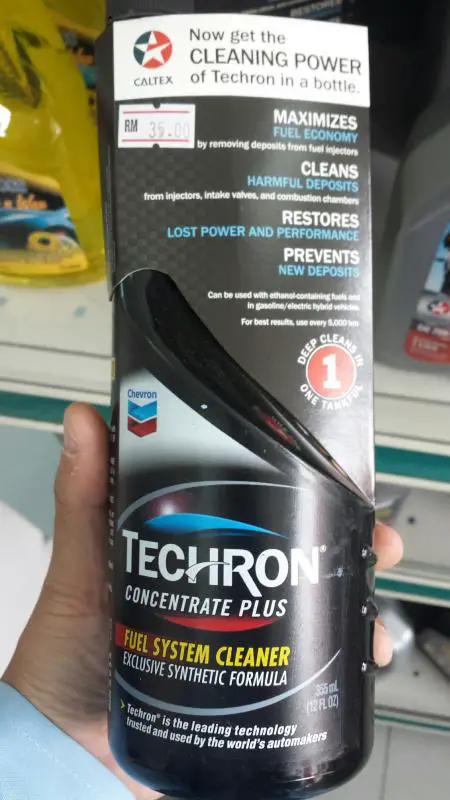 Now get the
CLEANING POWER
of Techron in a bottle.
CALTEX
RM 35.00
MAXIMIZES
FUEL ECONOMY
by removing deposits from fuel injectors
CLEANS
HARMFUL DEPOSITS
from injectors, intake valves, and combustion chambers
RESTORES
LOST POWER AND PERFORMANCE
PREVENTS
NEW DEPOSITS
Can be used with ethanol-containing fuels and
in gasoline/electric hybrid vehicles.
For best results, use every 5,000 km
DEEP CLEANS IN
1
ONE TANKFUL
Chevron
TECHRON®
CONCENTRATE PLUS
FUEL SYSTEM CLEANER
EXCLUSIVE SYNTHETIC FORMULA
355 mL
(12 FL OZ)
Techron® is the leading technology
trusted and used by the world's automakers